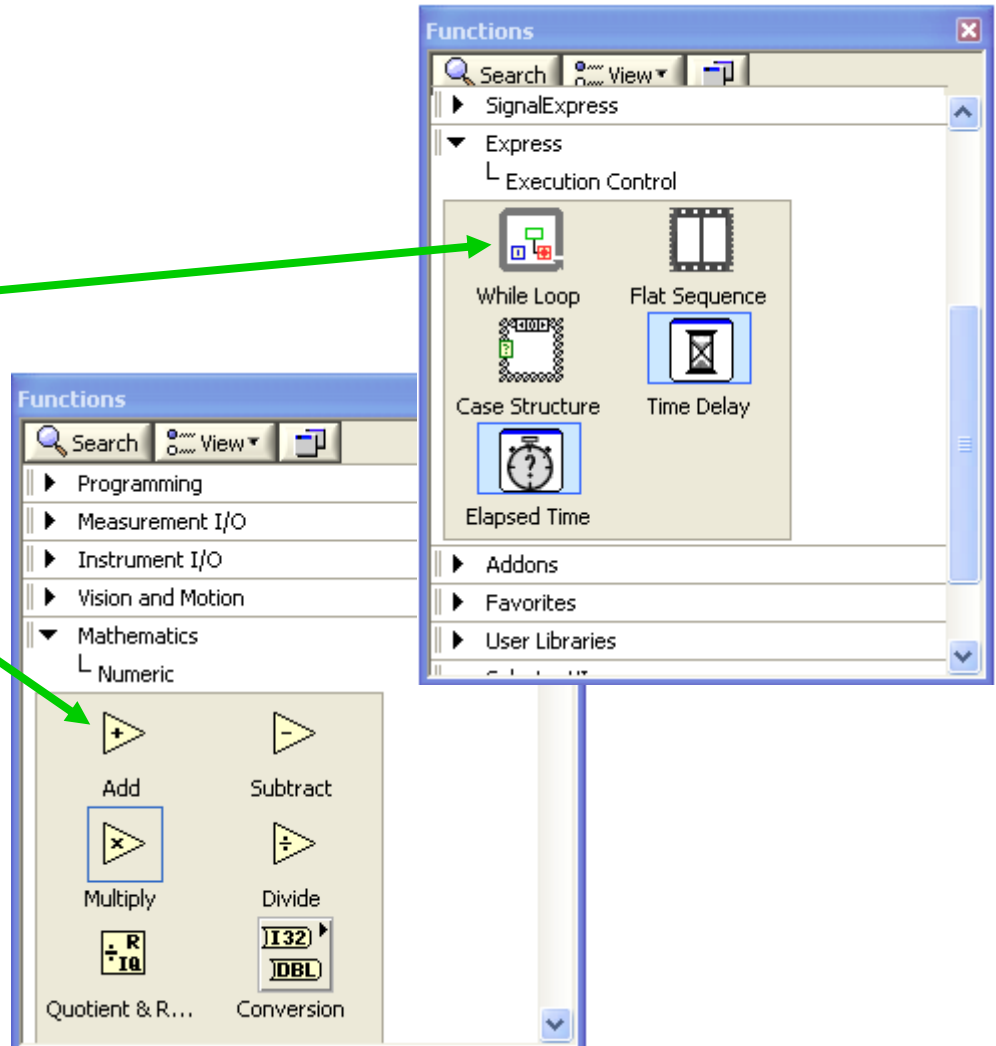 Functions
Search View
SignalExpress
Express
Execution Control
While Loop Flat Sequence
Case Structure Time Delay
?
Elapsed Time
Addons
Favorites
User Libraries
Functions
Search View
Programming
Measurement I/O
Instrument I/O
Vision and Motion
Mathematics
Numeric
+ -
Add Subtract
× ÷
Multiply Divide
÷ R I32
IQ DBL
Quotient & R... Conversion